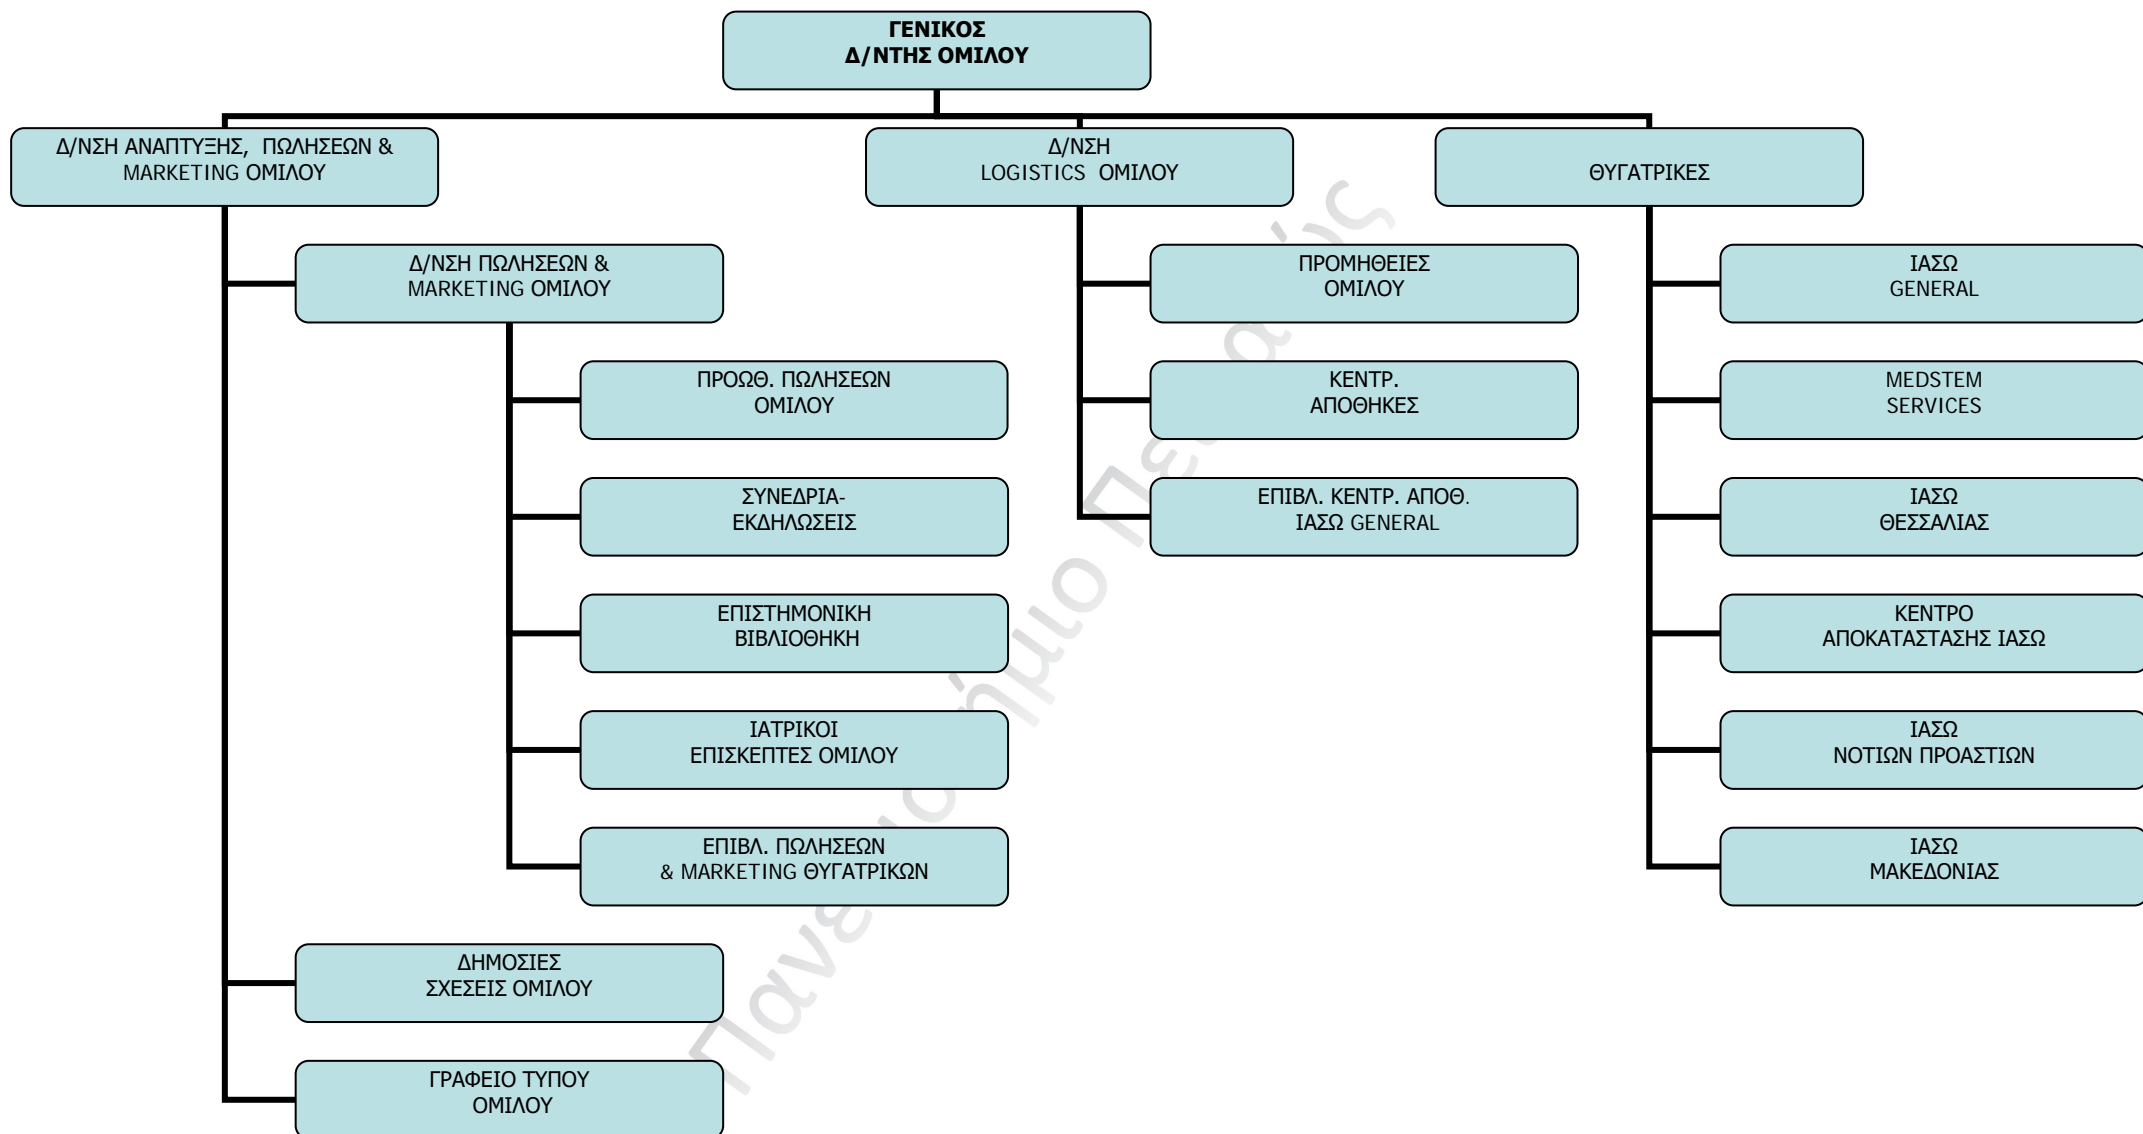 ΓΕΝΙΚΟΣ
Δ/ΝΤΗΣ ΟΜΙΛΟΥ
Δ/ΝΣΗ ΑΝΑΠΤΥΞΗΣ, ΠΩΛΗΣΕΩΝ &
MARKETING ΟΜΙΛΟΥ
Δ/ΝΣΗ ΠΩΛΗΣΕΩΝ &
MARKETING ΟΜΙΛΟΥ
ΠΡΟΩΘ. ΠΩΛΗΣΕΩΝ
ΟΜΙΛΟΥ
ΣΥΝΕΔΡΙΑ-
ΕΚΔΗΛΩΣΕΙΣ
ΕΠΙΣΤΗΜΟΝΙΚΗ
ΒΙΒΛΙΟΘΗΚΗ
ΙΑΤΡΙΚΟΙ
ΕΠΙΣΚΕΠΤΕΣ ΟΜΙΛΟΥ
ΕΠΙΒΛ. ΠΩΛΗΣΕΩΝ
& MARKETING ΘΥΓΑΤΡΙΚΩΝ
ΔΗΜΟΣΙΕΣ
ΣΧΕΣΕΙΣ ΟΜΙΛΟΥ
ΓΡΑΦΕΙΟ ΤΥΠΟΥ
ΟΜΙΛΟΥ
Δ/ΝΣΗ
LOGISTICS ΟΜΙΛΟΥ
ΠΡΟΜΗΘΕΙΕΣ
ΟΜΙΛΟΥ
ΚΕΝΤΡ.
ΑΠΟΘΗΚΕΣ
ΕΠΙΒΛ. ΚΕΝΤΡ. ΑΠΟΘ.
ΙΑΣΩ GENERAL
ΘΥΓΑΤΡΙΚΕΣ
ΙΑΣΩ
GENERAL
MEDSTEM
SERVICES
ΙΑΣΩ
ΘΕΣΣΑΛΙΑΣ
ΚΕΝΤΡΟ
ΑΠΟΚΑΤΑΣΤΑΣΗΣ ΙΑΣΩ
ΙΑΣΩ
ΝΟΤΙΩΝ ΠΡΟΑΣΤΙΩΝ
ΙΑΣΩ
ΜΑΚΕΔΟΝΙΑΣ